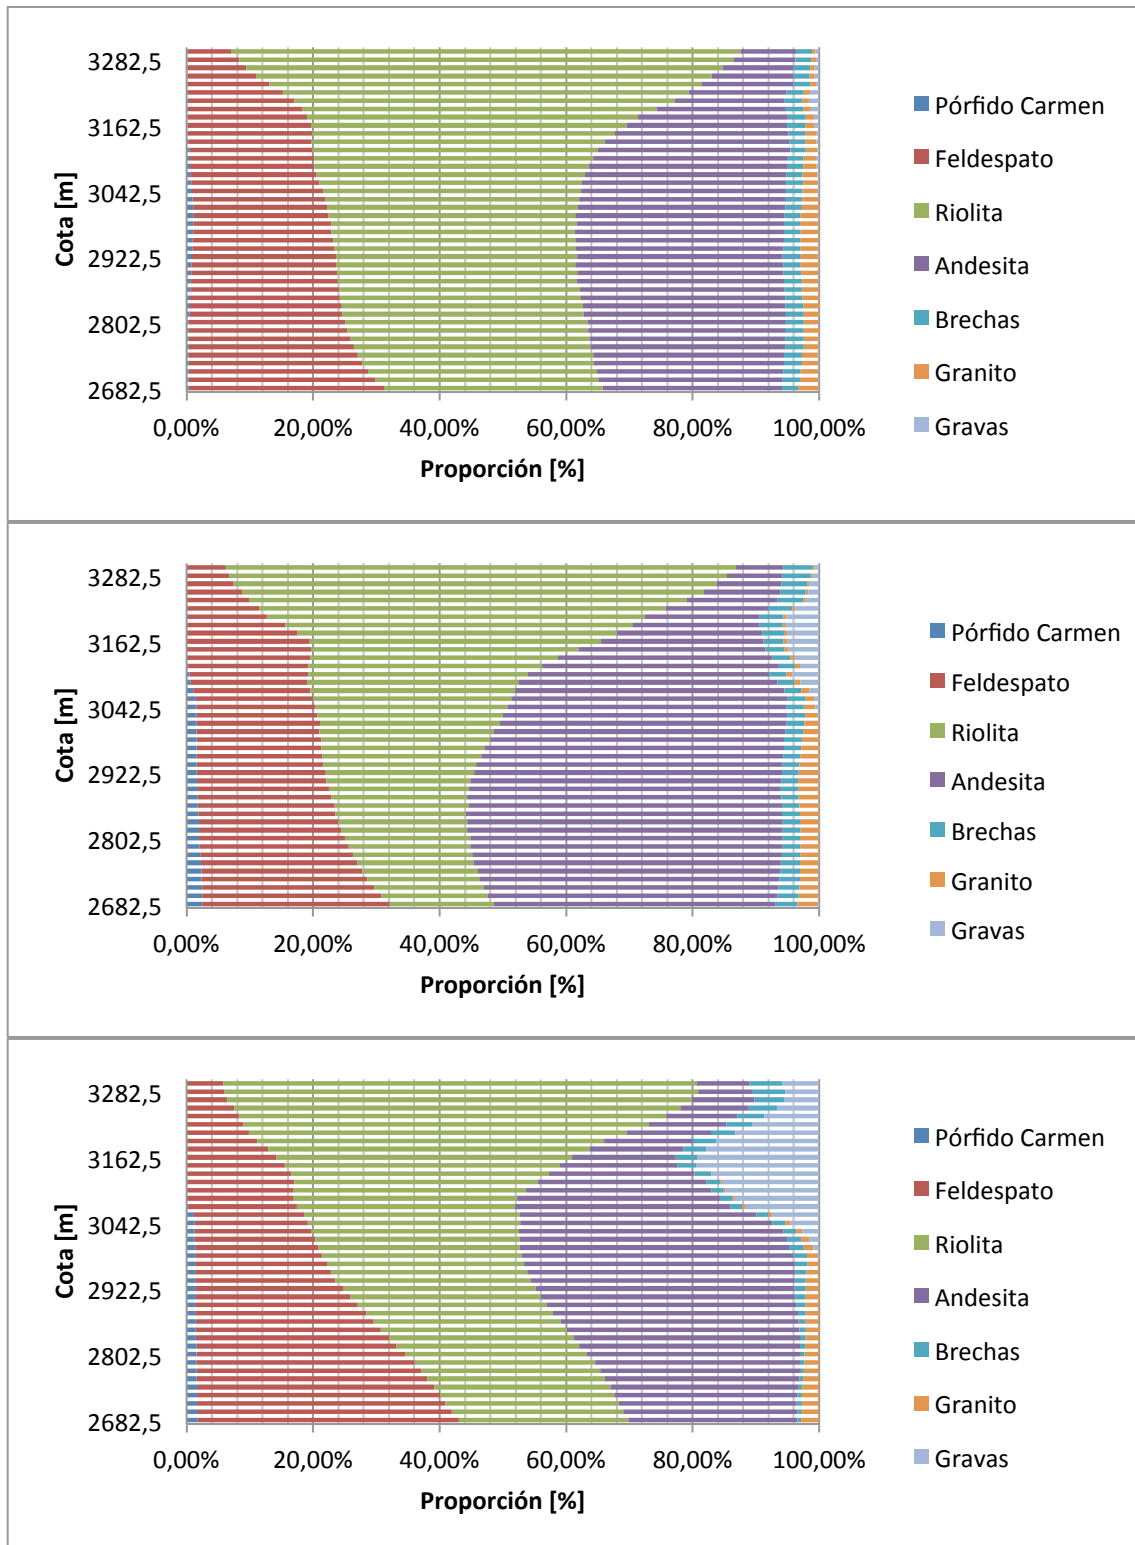 Cota [m]
3282,5
3162,5
3042,5
2922,5
2802,5
2682,5
0,00% 20,00% 40,00% 60,00% 80,00% 100,00%
Proporción [%]
Pórfido Carmen
Feldespato
Riolita
Andesita
Brechas
Granito
Gravas
Cota [m]
3282,5
3162,5
3042,5
2922,5
2802,5
2682,5
0,00% 20,00% 40,00% 60,00% 80,00% 100,00%
Proporción [%]
Pórfido Carmen
Feldespato
Riolita
Andesita
Brechas
Granito
Gravas
Cota [m]
3282,5
3162,5
3042,5
2922,5
2802,5
2682,5
0,00% 20,00% 40,00% 60,00% 80,00% 100,00%
Proporción [%]
Pórfido Carmen
Feldespato
Riolita
Andesita
Brechas
Granito
Gravas